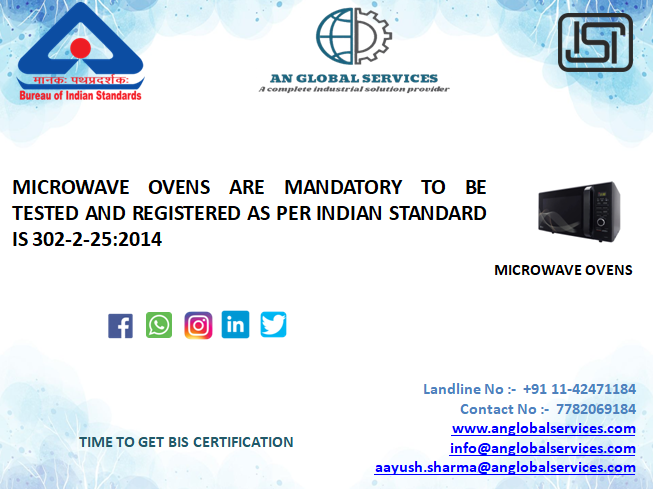 मानकः पथप्रदर्शकः
Bureau of Indian Standards
AN GLOBAL SERVICES
A complete industrial solution provider
ISI
MICROWAVE OVENS ARE MANDATORY TO BE
TESTED AND REGISTERED AS PER INDIAN STANDARD
IS 302-2-25:2014
MICROWAVE OVENS
Landline No :- +91 11-42471184
Contact No :- 7782069184
www.anglobalservices.com
info@anglobalservices.com
aayush.sharma@anglobalservices.com
TIME TO GET BIS CERTIFICATION